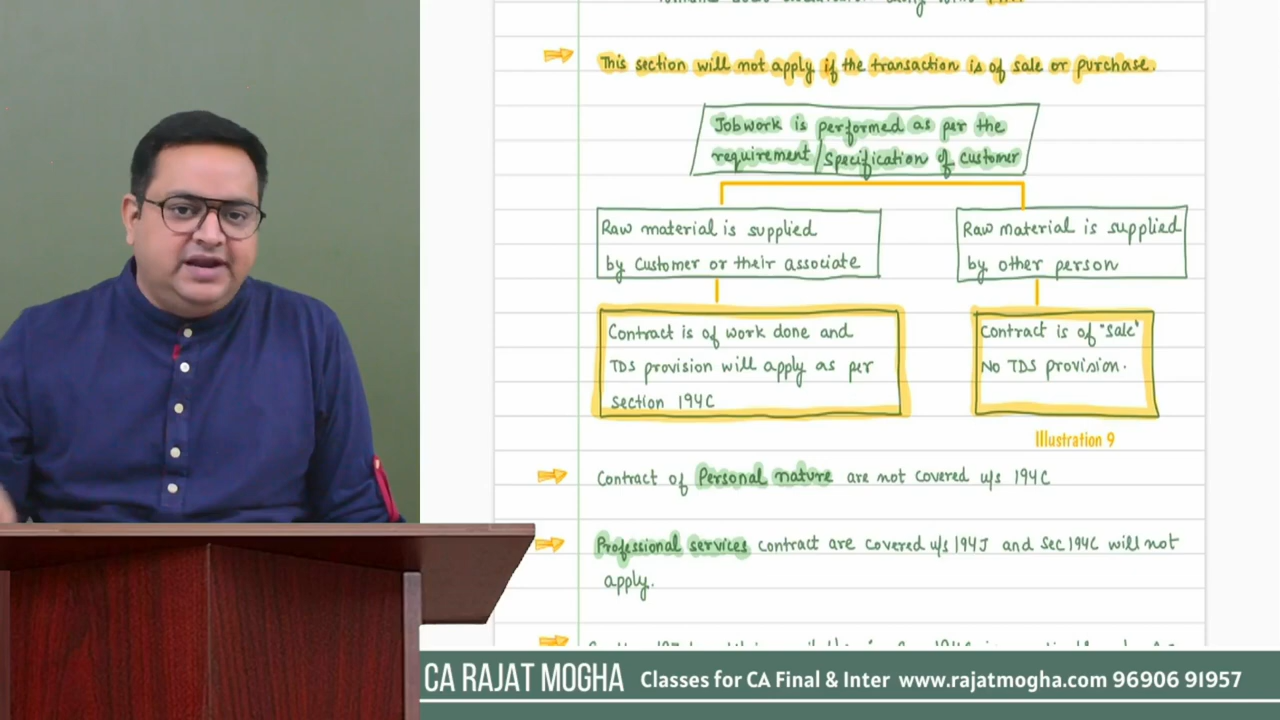 This section will not apply if the transaction is of sale or purchase.
Jobwork is performed as per the
requirement/specification of customer
Raw material is supplied
by Customer or their associate
Raw material is supplied
by other person
Contract is of work done and
TDS provision will apply as per
section 194C
Contract is of "sale"
No TDS provision.
Illustration 9
Contract of Personal nature are not covered u/s 194C
Professional services contract are covered u/s 194J and Sec 194C will not
apply.
CA RAJAT MOGHA Classes for CA Final & Inter www.rajatmogha.com 96906 91957